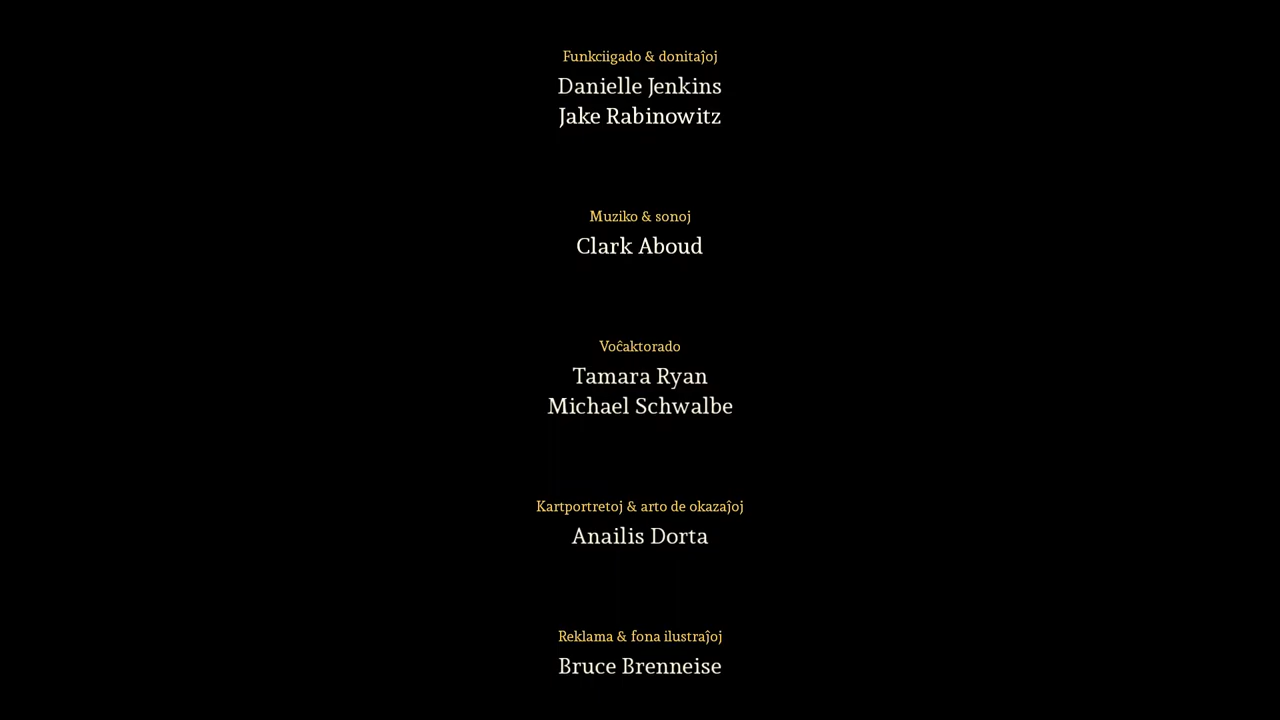 Funkciigado & donitaĵoj
Danielle Jenkins
Jake Rabinowitz
Muziko & sonoj
Clark Aboud
Voĉaktorado
Tamara Ryan
Michael Schwalbe
Kartportretoj & arto de okazaĵoj
Anailis Dorta
Reklama & fona ilustraĵoj
Bruce Brenneise